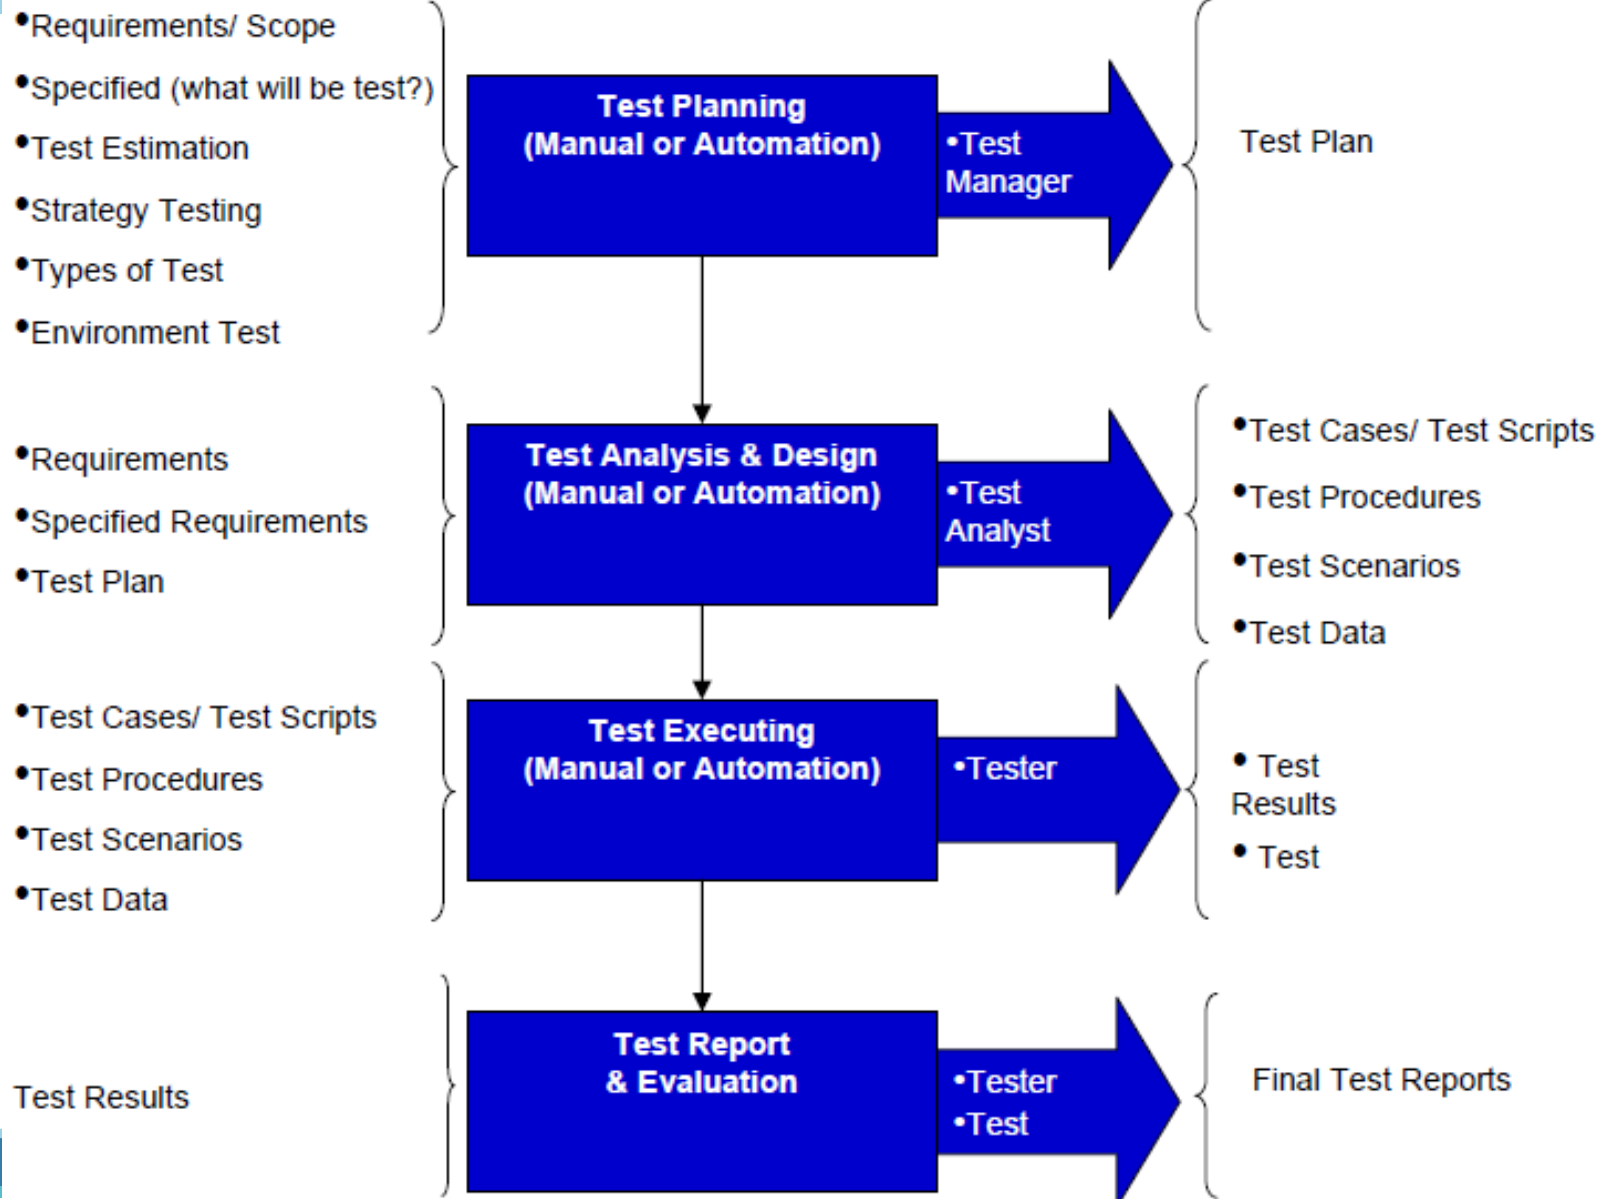 •Requirements/ Scope
•Specified (what will be test?)
•Test Estimation
•Strategy Testing
•Types of Test
•Environment Test
Test Planning
(Manual or Automation)
•Test
Manager
Test Plan
•Requirements
•Specified Requirements
•Test Plan
Test Analysis & Design
(Manual or Automation)
•Test
Analyst
•Test Cases/ Test Scripts
•Test Procedures
•Test Scenarios
•Test Data
•Test Cases/ Test Scripts
•Test Procedures
•Test Scenarios
•Test Data
Test Executing
(Manual or Automation)
•Tester
• Test
Results
• Test
Test Results
Test Report
& Evaluation
•Tester
•Test
Final Test Reports